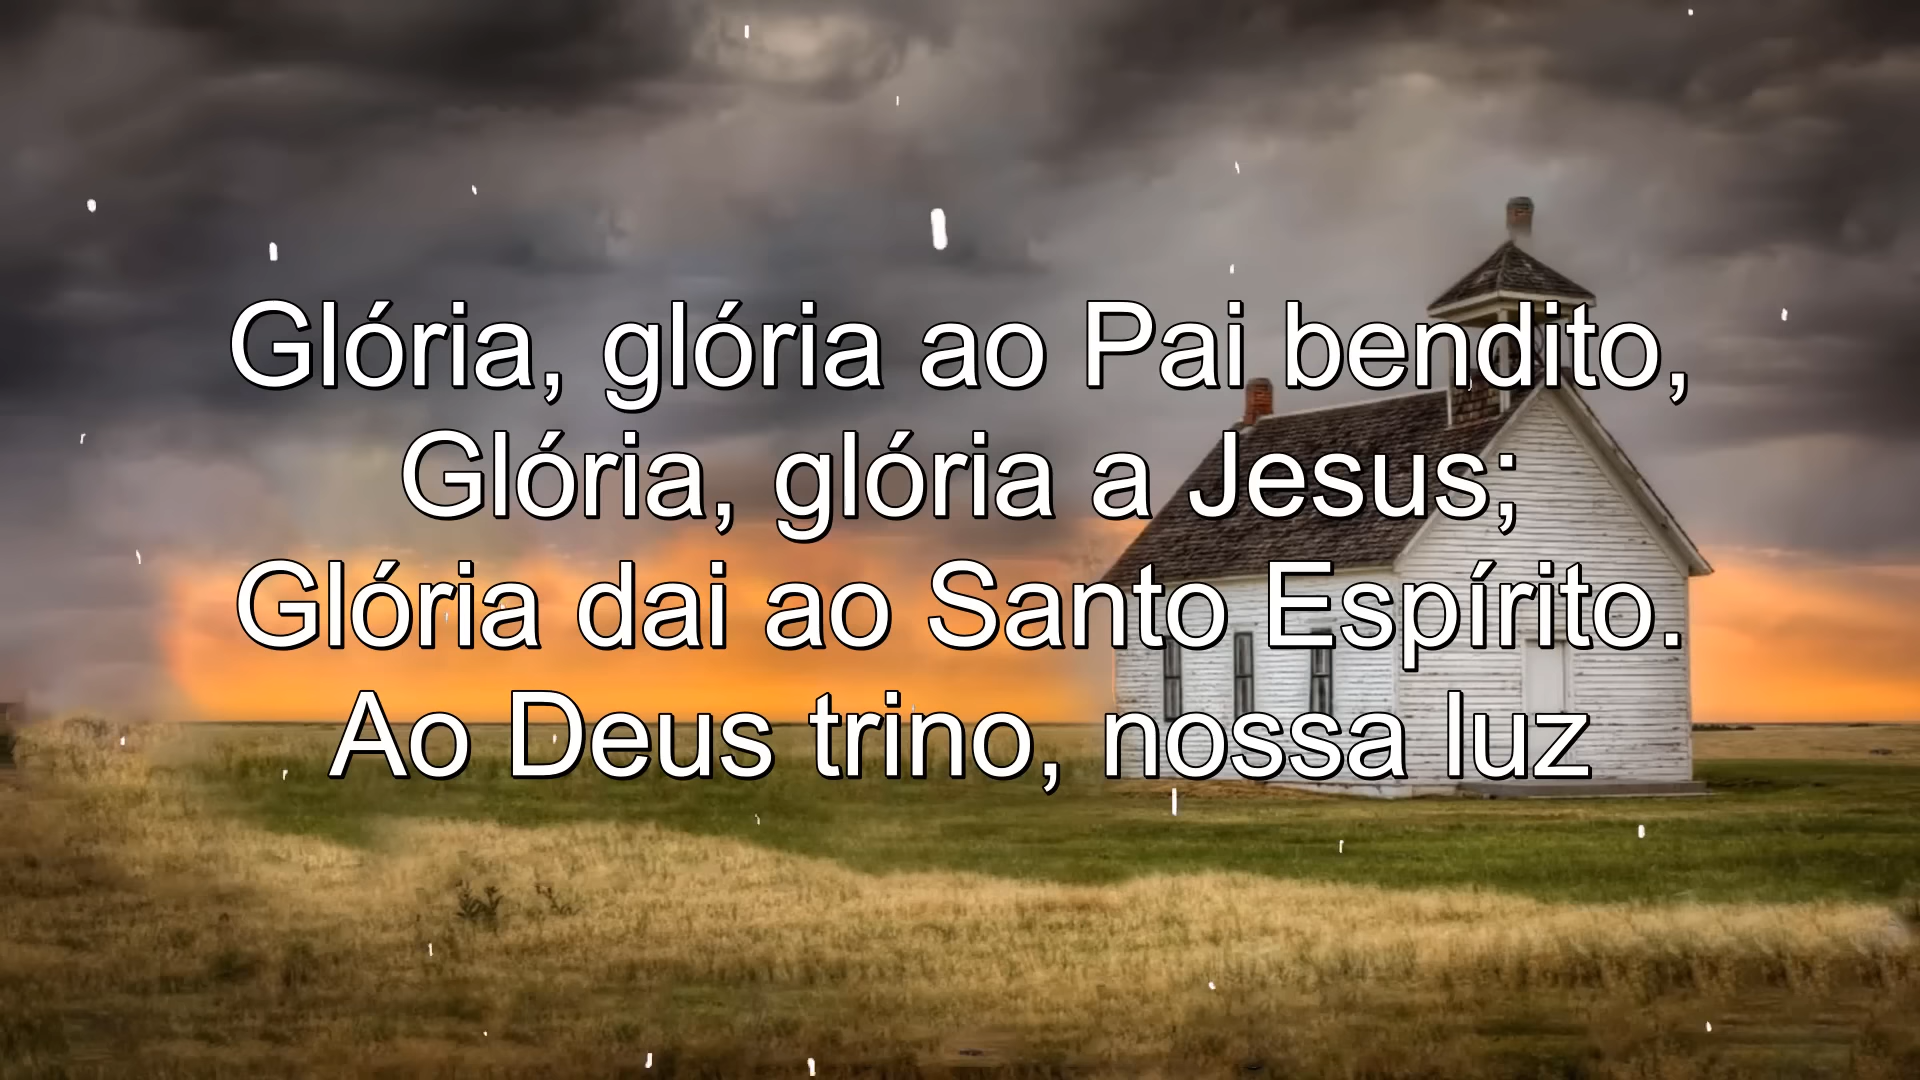 Glória, glória ao Pai bendito,
Glória, glória a Jesus;
Glória dai ao Santo Espírito.
Ao Deus trino, nossa luz